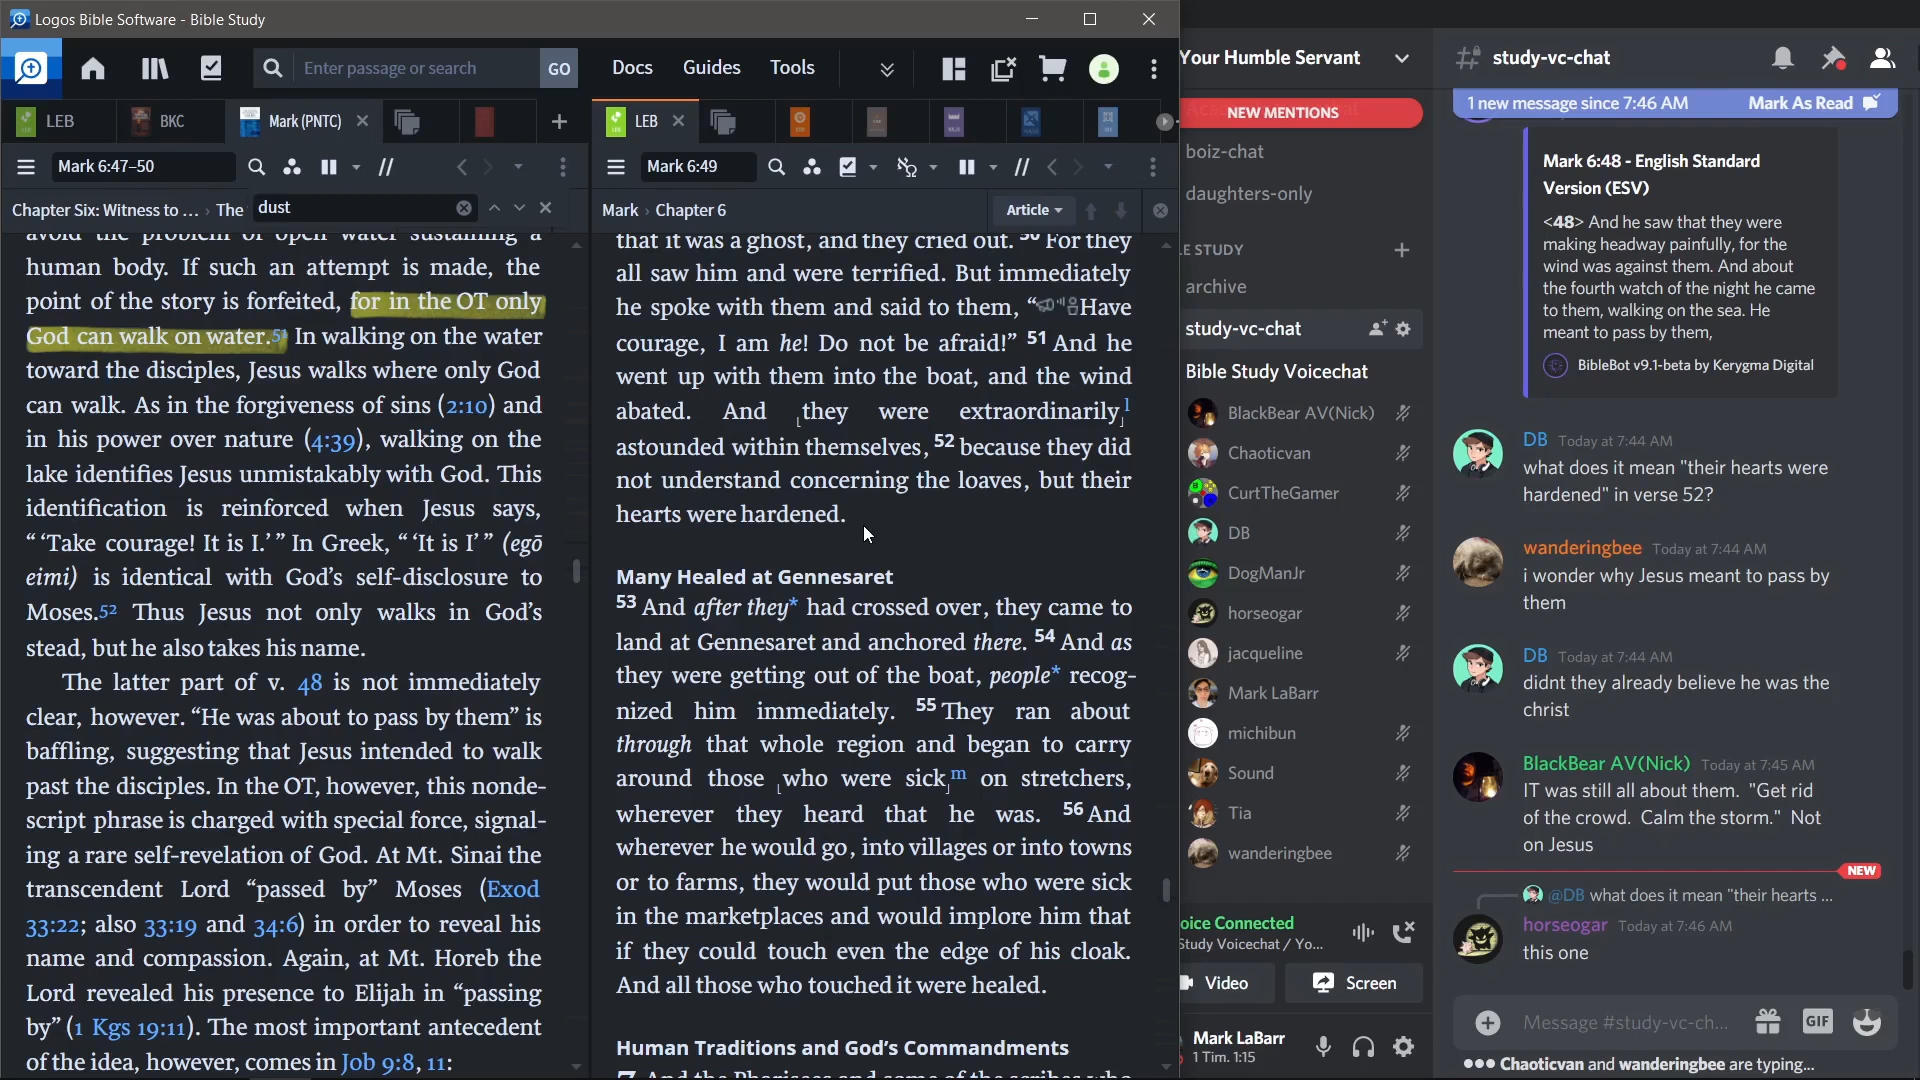 Logos Bible Software - Bible Study
Enter passage or search
GO
Docs
Guides
Tools
LEB
BKC
Mark (PNTC)
Mark 6:47–50
Chapter Six: Witness to ... › The
dust
human body. If such an attempt is made, the
point of the story is forfeited, for in the OT only
God can walk on water.51 In walking on the water
toward the disciples, Jesus walks where only God
can walk. As in the forgiveness of sins (2:10) and
in his power over nature (4:39), walking on the
lake identifies Jesus unmistakably with God. This
identification is reinforced when Jesus says,
“‘Take courage! It is I.’” In Greek, “‘It is I’” (egō
eimi) is identical with God’s self-disclosure to
Moses.52 Thus Jesus not only walks in God’s
stead, but he also takes his name.
The latter part of v. 48 is not immediately
clear, however. “He was about to pass by them” is
baffling, suggesting that Jesus intended to walk
past the disciples. In the OT, however, this nonde-
script phrase is charged with special force, signal-
ing a rare self-revelation of God. At Mt. Sinai the
transcendent Lord “passed by” Moses (Exod
33:22; also 33:19 and 34:6) in order to reveal his
name and compassion. Again, at Mt. Horeb the
Lord revealed his presence to Elijah in “passing
by” (1 Kgs 19:11). The most important antecedent
of the idea, however, comes in Job 9:8, 11:
LEB
Mark 6:49
Mark › Chapter 6
Article
that it was a ghost, and they cried out. 50 For they
all saw him and were terrified. But immediately
he spoke with them and said to them, “Have
courage, I am he! Do not be afraid!” 51 And he
went up with them into the boat, and the wind
abated. And they were extraordinarily l
astounded within themselves, 52 because they did
not understand concerning the loaves, but their
hearts were hardened.
Many Healed at Gennesaret
53 And after they* had crossed over, they came to
land at Gennesaret and anchored there. 54 And as
they were getting out of the boat, people* recog-
nized him immediately. 55 They ran about
through that whole region and began to carry
around those who were sick m on stretchers,
wherever they heard that he was. 56 And
wherever he would go, into villages or into towns
or to farms, they would put those who were sick
in the marketplaces and would implore him that
if they could touch even the edge of his cloak.
And all those who touched it were healed.
Human Traditions and God’s Commandments
Your Humble Servant
NEW MENTIONS
boiz-chat
daughters-only
LE STUDY
archive
study-vc-chat
Bible Study Voicechat
BlackBear AV(Nick)
Chaoticvan
CurtTheGamer
DB
DogManJr
horseogar
jacqueline
Mark LaBarr
michibun
Sound
Tia
wanderingbee
oice Connected
Study Voicechat / Yo...
Video
Screen
Mark LaBarr
1 Tim. 1:15
study-vc-chat
1 new message since 7:46 AM
Mark As Read
Mark 6:48 - English Standard
Version (ESV)
<48> And he saw that they were
making headway painfully, for the
wind was against them. And about
the fourth watch of the night he came
to them, walking on the sea. He
meant to pass by them,
BibleBot v9.1-beta by Kerygma Digital
DB Today at 7:44 AM
what does it mean "their hearts were
hardened" in verse 52?
wanderingbee Today at 7:44 AM
i wonder why Jesus meant to pass by
them
DB Today at 7:44 AM
didnt they already believe he was the
christ
BlackBear AV(Nick) Today at 7:45 AM
IT was still all about them. "Get rid
of the crowd. Calm the storm." Not
on Jesus
NEW
@DB what does it mean "their hearts ...
horseogar Today at 7:46 AM
this one
Message #study-vc-ch...
GIF
Chaoticvan and wanderingbee are typing...